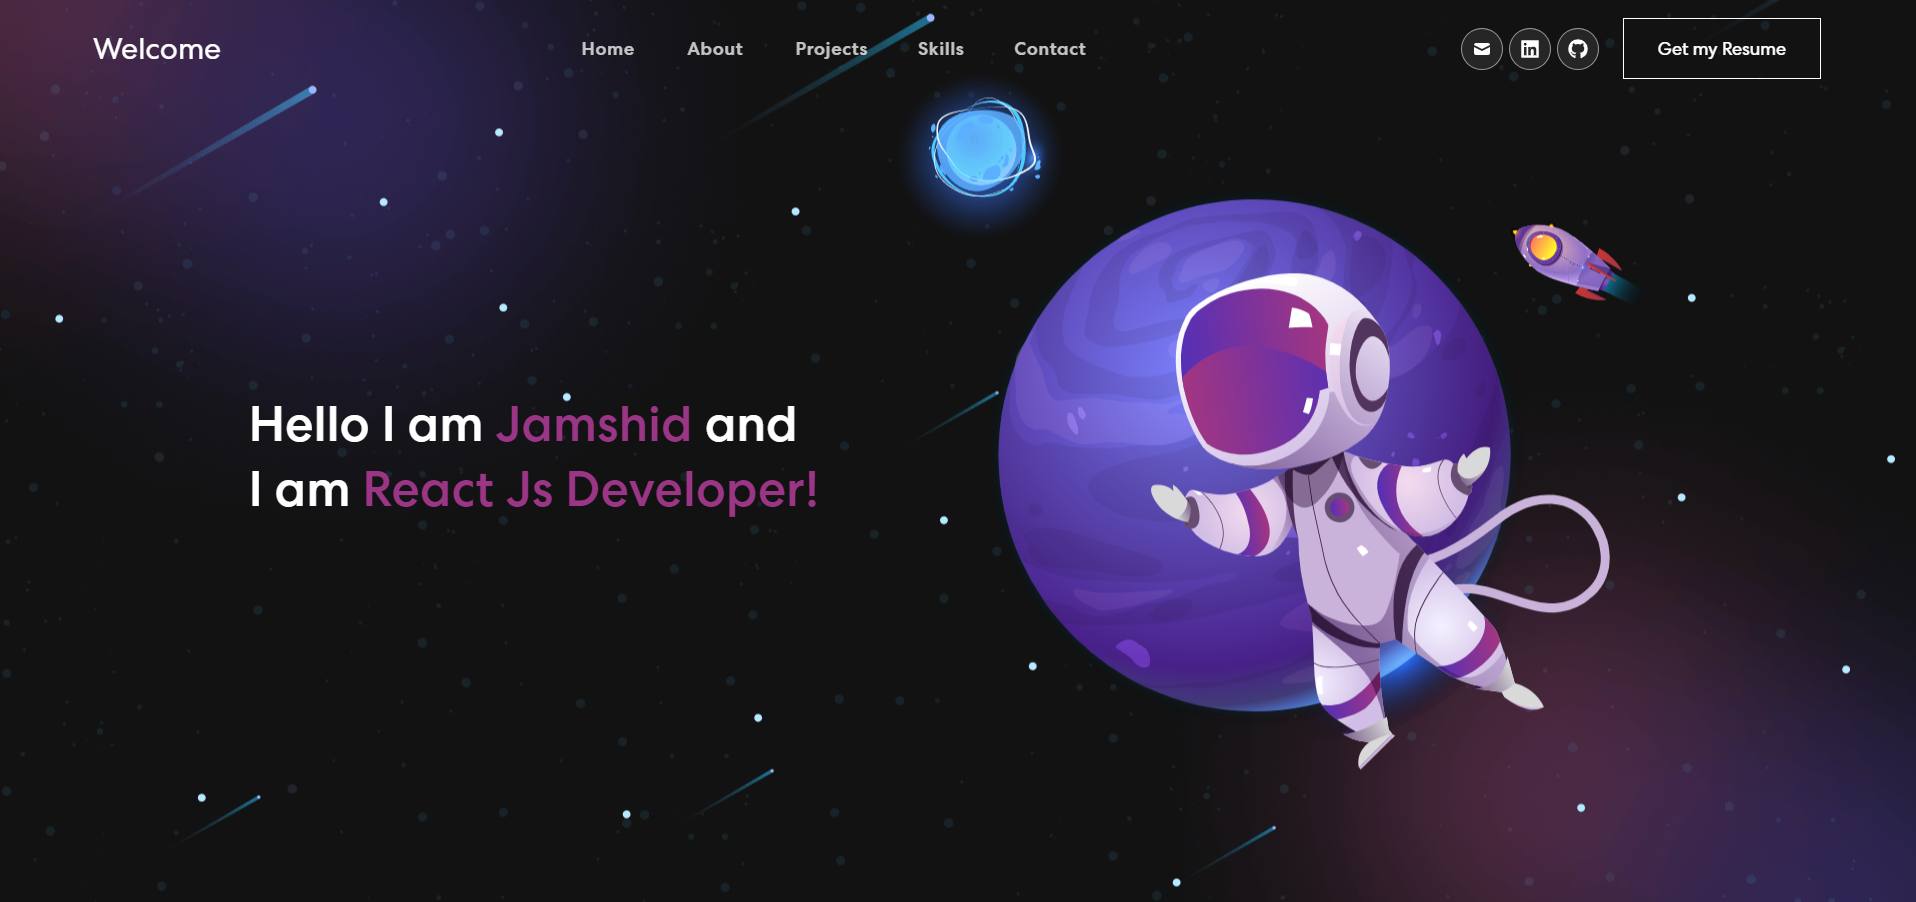 Welcome
Home About Projects Skills Contact
Get my Resume
Hello I am Jamshid and
I am React Js Developer!